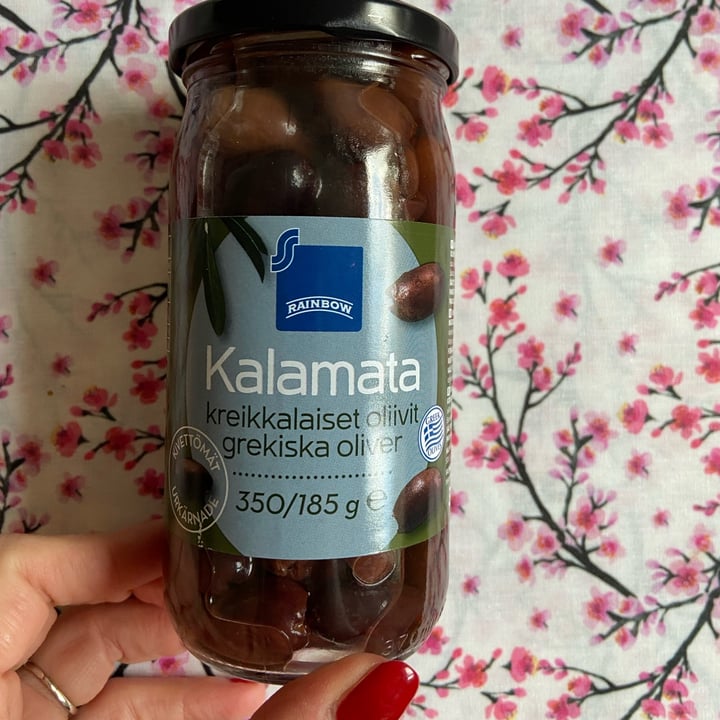 RAINBOW
Kalamata
kreikkalaiset oliivit
grekiska oliver
KIVETTÖMÄT
URKÄRNADE
350/185 g e